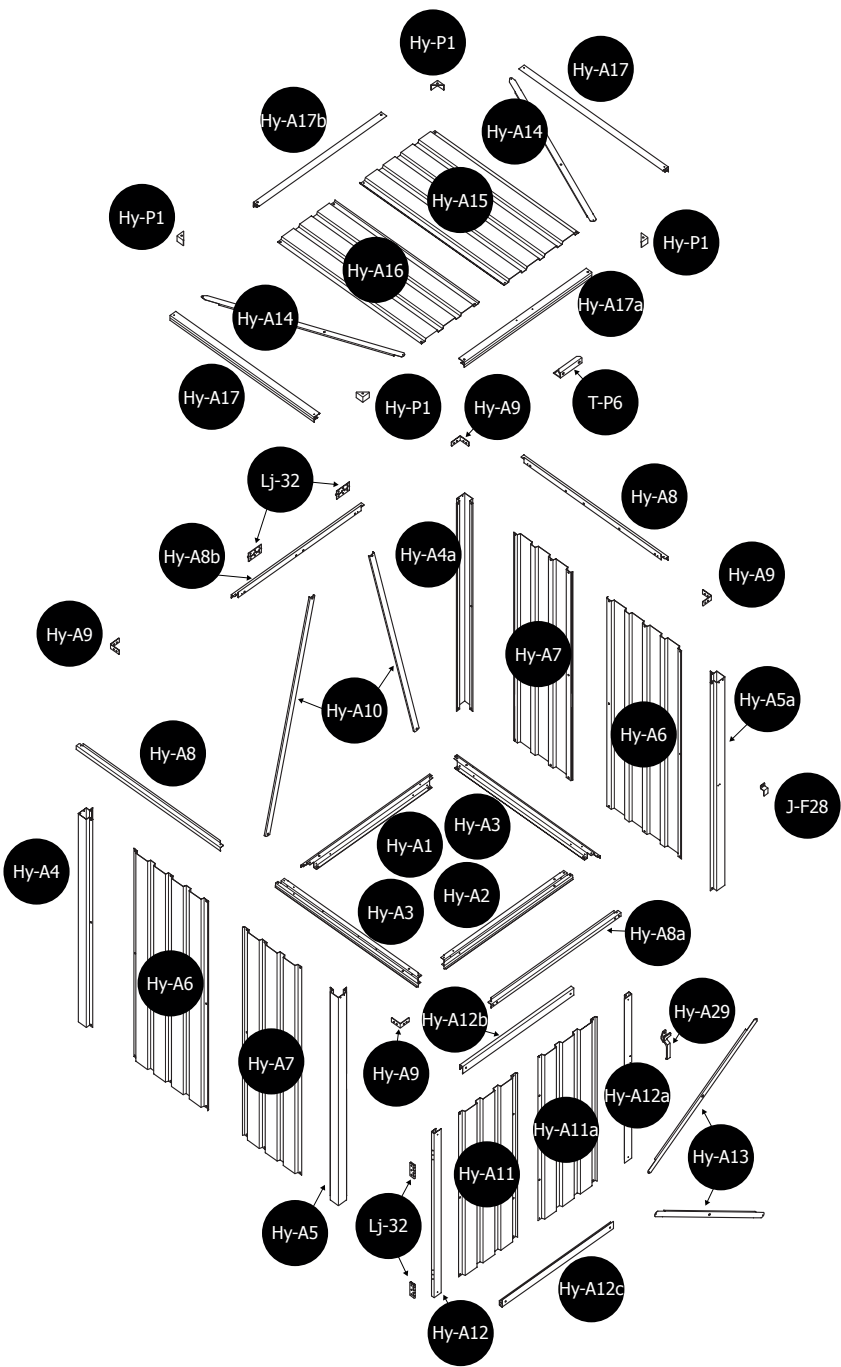 Hy-P1
Hy-A17
Hy-A17b
Hy-A14
Hy-A15
Hy-P1
Hy-P1
Hy-A16
Hy-A17a
Hy-A14
Hy-A17
Hy-P1
Hy-A9
T-P6
Lj-32
Hy-A8
Hy-A8b
Hy-A4a
Hy-A9
Hy-A9
Hy-A7
Hy-A10
Hy-A5a
Hy-A6
Hy-A8
J-F28
Hy-A1
Hy-A3
Hy-A4
Hy-A3
Hy-A2
Hy-A8a
Hy-A6
Hy-A12b
Hy-A29
Hy-A7
Hy-A9
Hy-A12a
Hy-A11a
Hy-A13
Hy-A11
Hy-A5
Lj-32
Hy-A12c
Hy-A12